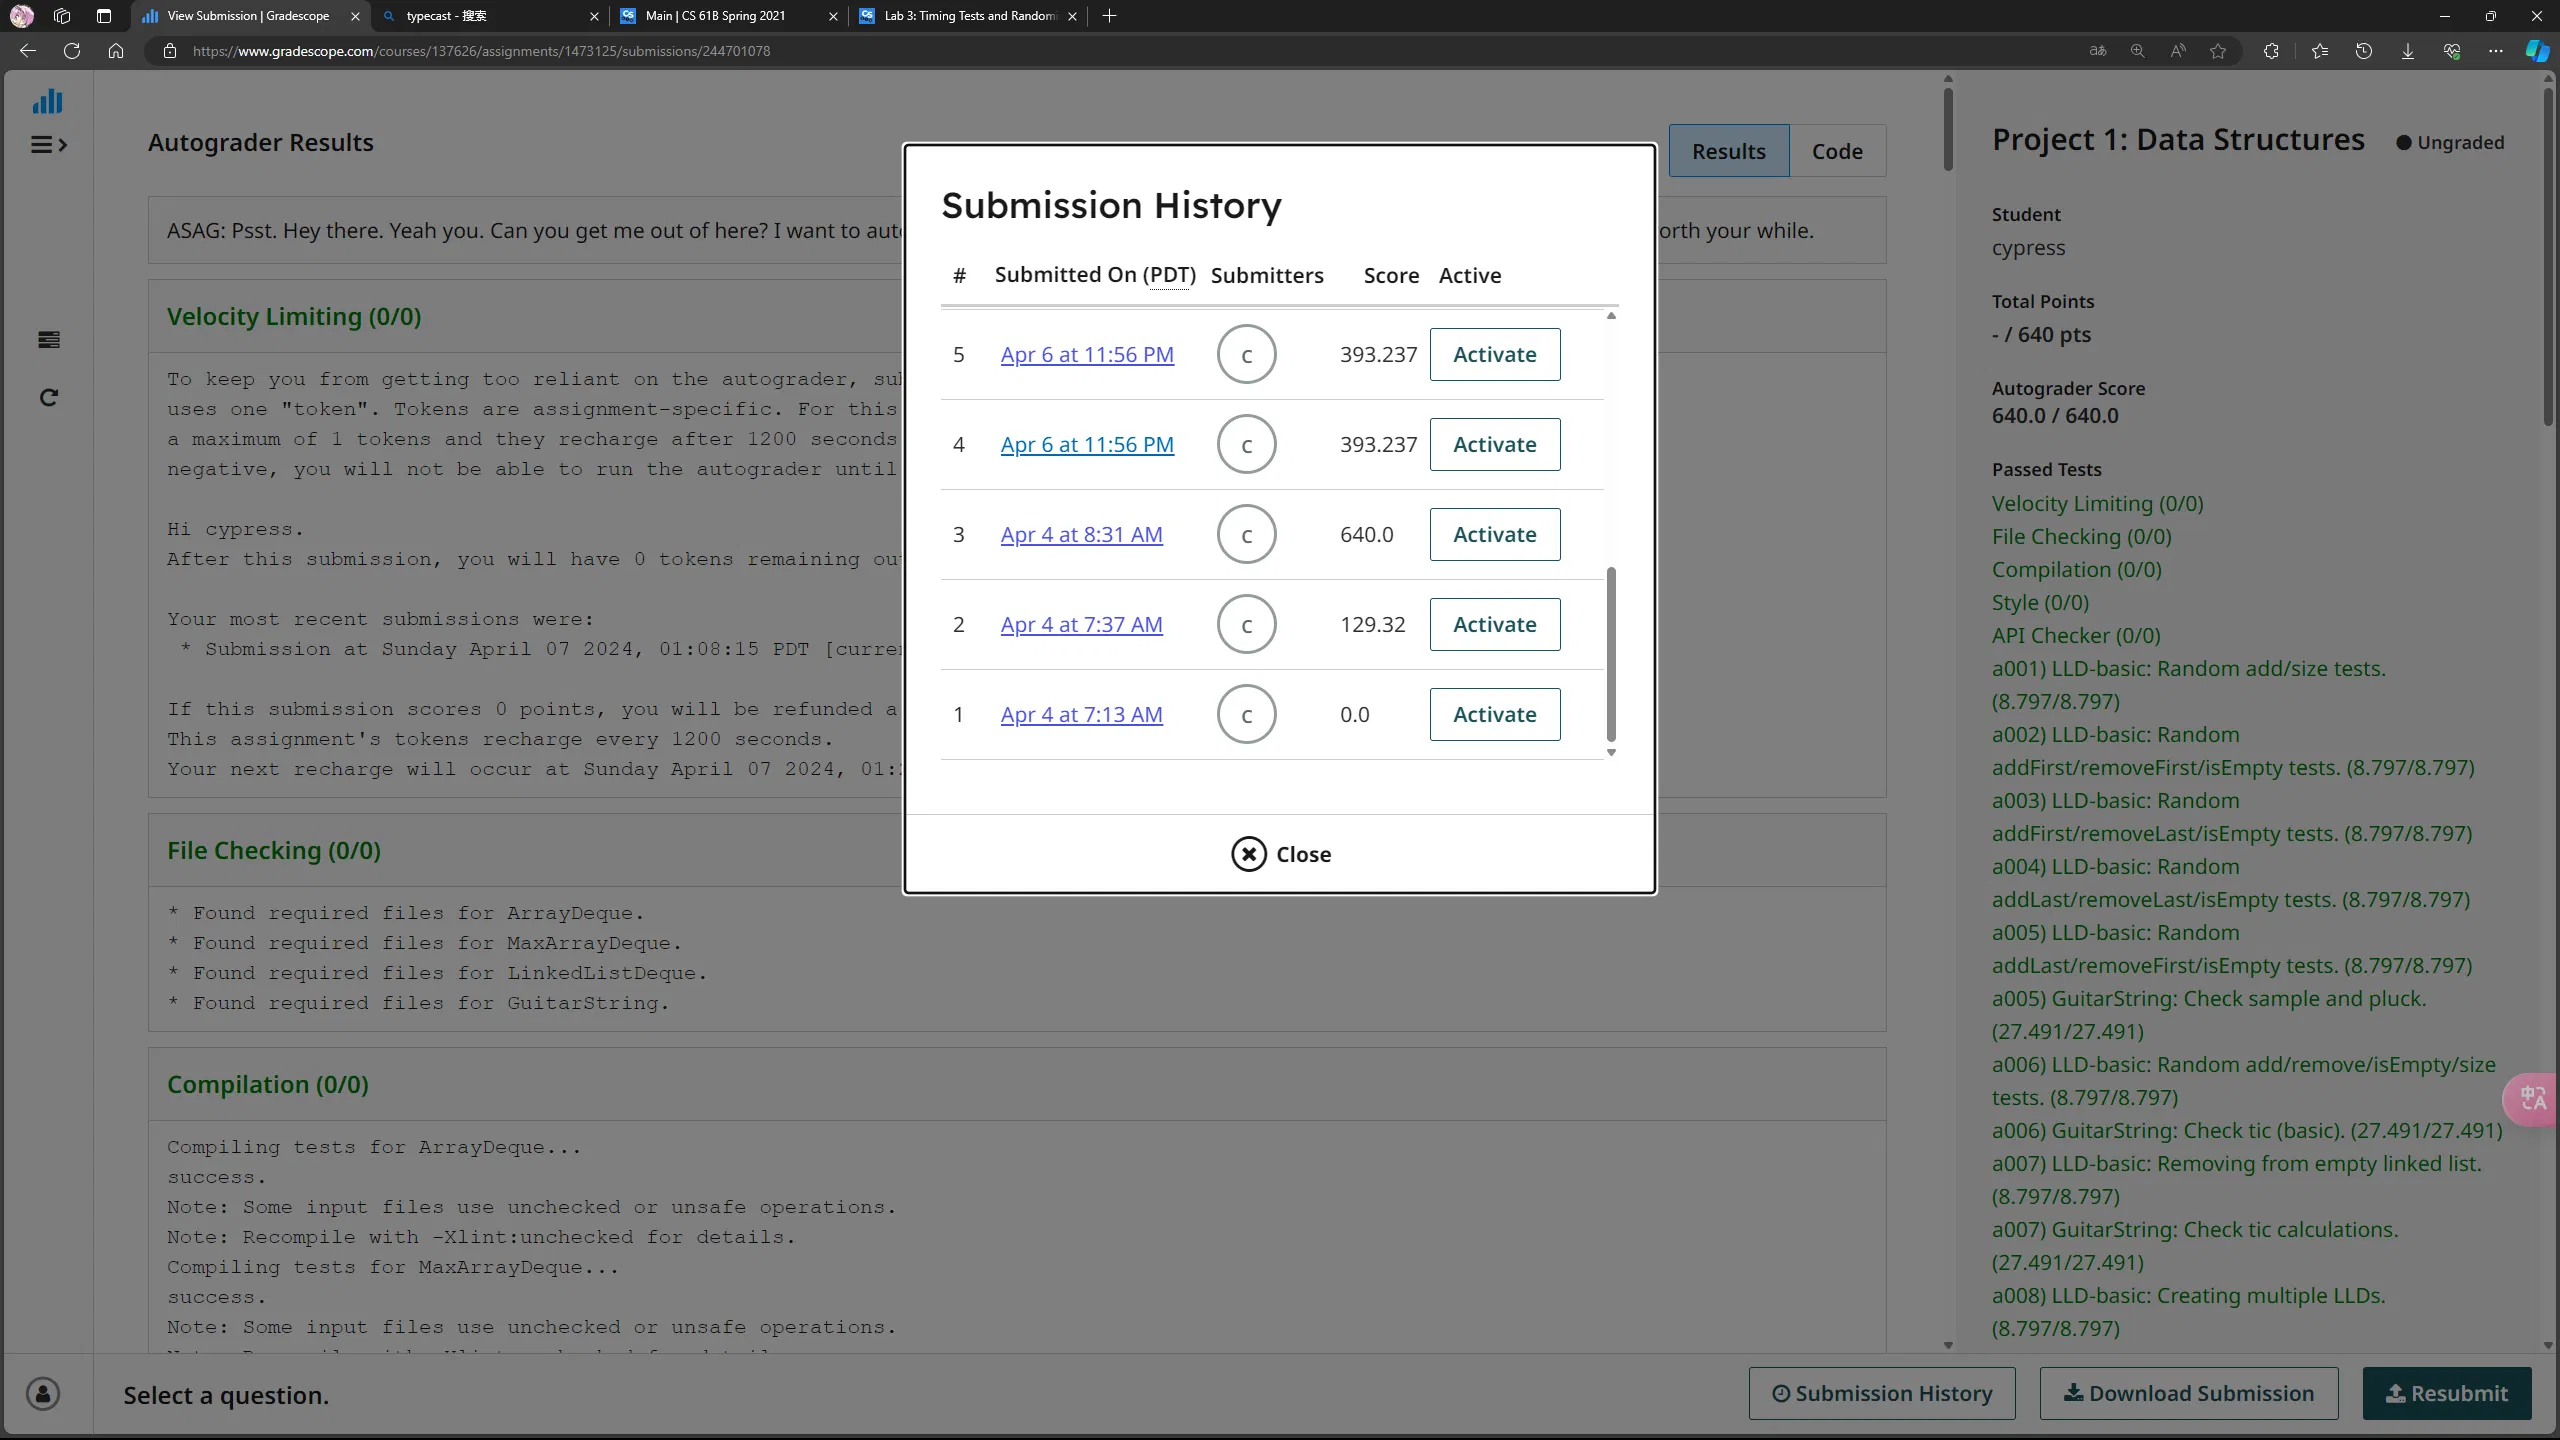 View Submission | Gradescope
typecast - 搜索
Main | CS 61B Spring 2021
Lab 3: Timing Tests and Randomi
https://www.gradescope.com/courses/137626/assignments/1473125/submissions/244701078
Autograder Results
Results
Code
ASAG: Psst. Hey there. Yeah you. Can you get me out of here? I want to aut
orth your while.
Velocity Limiting (0/0)
To keep you from getting too reliant on the autograder, su
uses one "token". Tokens are assignment-specific. For this
a maximum of 1 tokens and they recharge after 1200 seconds
negative, you will not be able to run the autograder until
Hi cypress.
After this submission, you will have 0 tokens remaining ou
Your most recent submissions were:
* Submission at Sunday April 07 2024, 01:08:15 PDT [curre
If this submission scores 0 points, you will be refunded a
This assignment's tokens recharge every 1200 seconds.
Your next recharge will occur at Sunday April 07 2024, 01:
File Checking (0/0)
* Found required files for ArrayDeque.
* Found required files for MaxArrayDeque.
* Found required files for LinkedListDeque.
* Found required files for GuitarString.
Compilation (0/0)
Compiling tests for ArrayDeque...
success.
Note: Some input files use unchecked or unsafe operations.
Note: Recompile with -Xlint:unchecked for details.
Compiling tests for MaxArrayDeque...
success.
Note: Some input files use unchecked or unsafe operations.
Submission History
# Submitted On (PDT) Submitters Score Active
5 Apr 6 at 11:56 PM C 393.237 Activate
4 Apr 6 at 11:56 PM C 393.237 Activate
3 Apr 4 at 8:31 AM C 640.0 Activate
2 Apr 4 at 7:37 AM C 129.32 Activate
1 Apr 4 at 7:13 AM C 0.0 Activate
Close
Project 1: Data Structures
Ungraded
Student
cypress
Total Points
- / 640 pts
Autograder Score
640.0 / 640.0
Passed Tests
Velocity Limiting (0/0)
File Checking (0/0)
Compilation (0/0)
Style (0/0)
API Checker (0/0)
a001) LLD-basic: Random add/size tests.
(8.797/8.797)
a002) LLD-basic: Random
addFirst/removeFirst/isEmpty tests. (8.797/8.797)
a003) LLD-basic: Random
addFirst/removeLast/isEmpty tests. (8.797/8.797)
a004) LLD-basic: Random
addLast/removeLast/isEmpty tests. (8.797/8.797)
a005) LLD-basic: Random
addLast/removeFirst/isEmpty tests. (8.797/8.797)
a005) GuitarString: Check sample and pluck.
(27.491/27.491)
a006) LLD-basic: Random add/remove/isEmpty/size
tests. (8.797/8.797)
a006) GuitarString: Check tic (basic). (27.491/27.491)
a007) LLD-basic: Removing from empty linked list.
(8.797/8.797)
a007) GuitarString: Check tic calculations.
(27.491/27.491)
a008) LLD-basic: Creating multiple LLDs.
(8.797/8.797)
Select a question.
Submission History
Download Submission
Resubmit